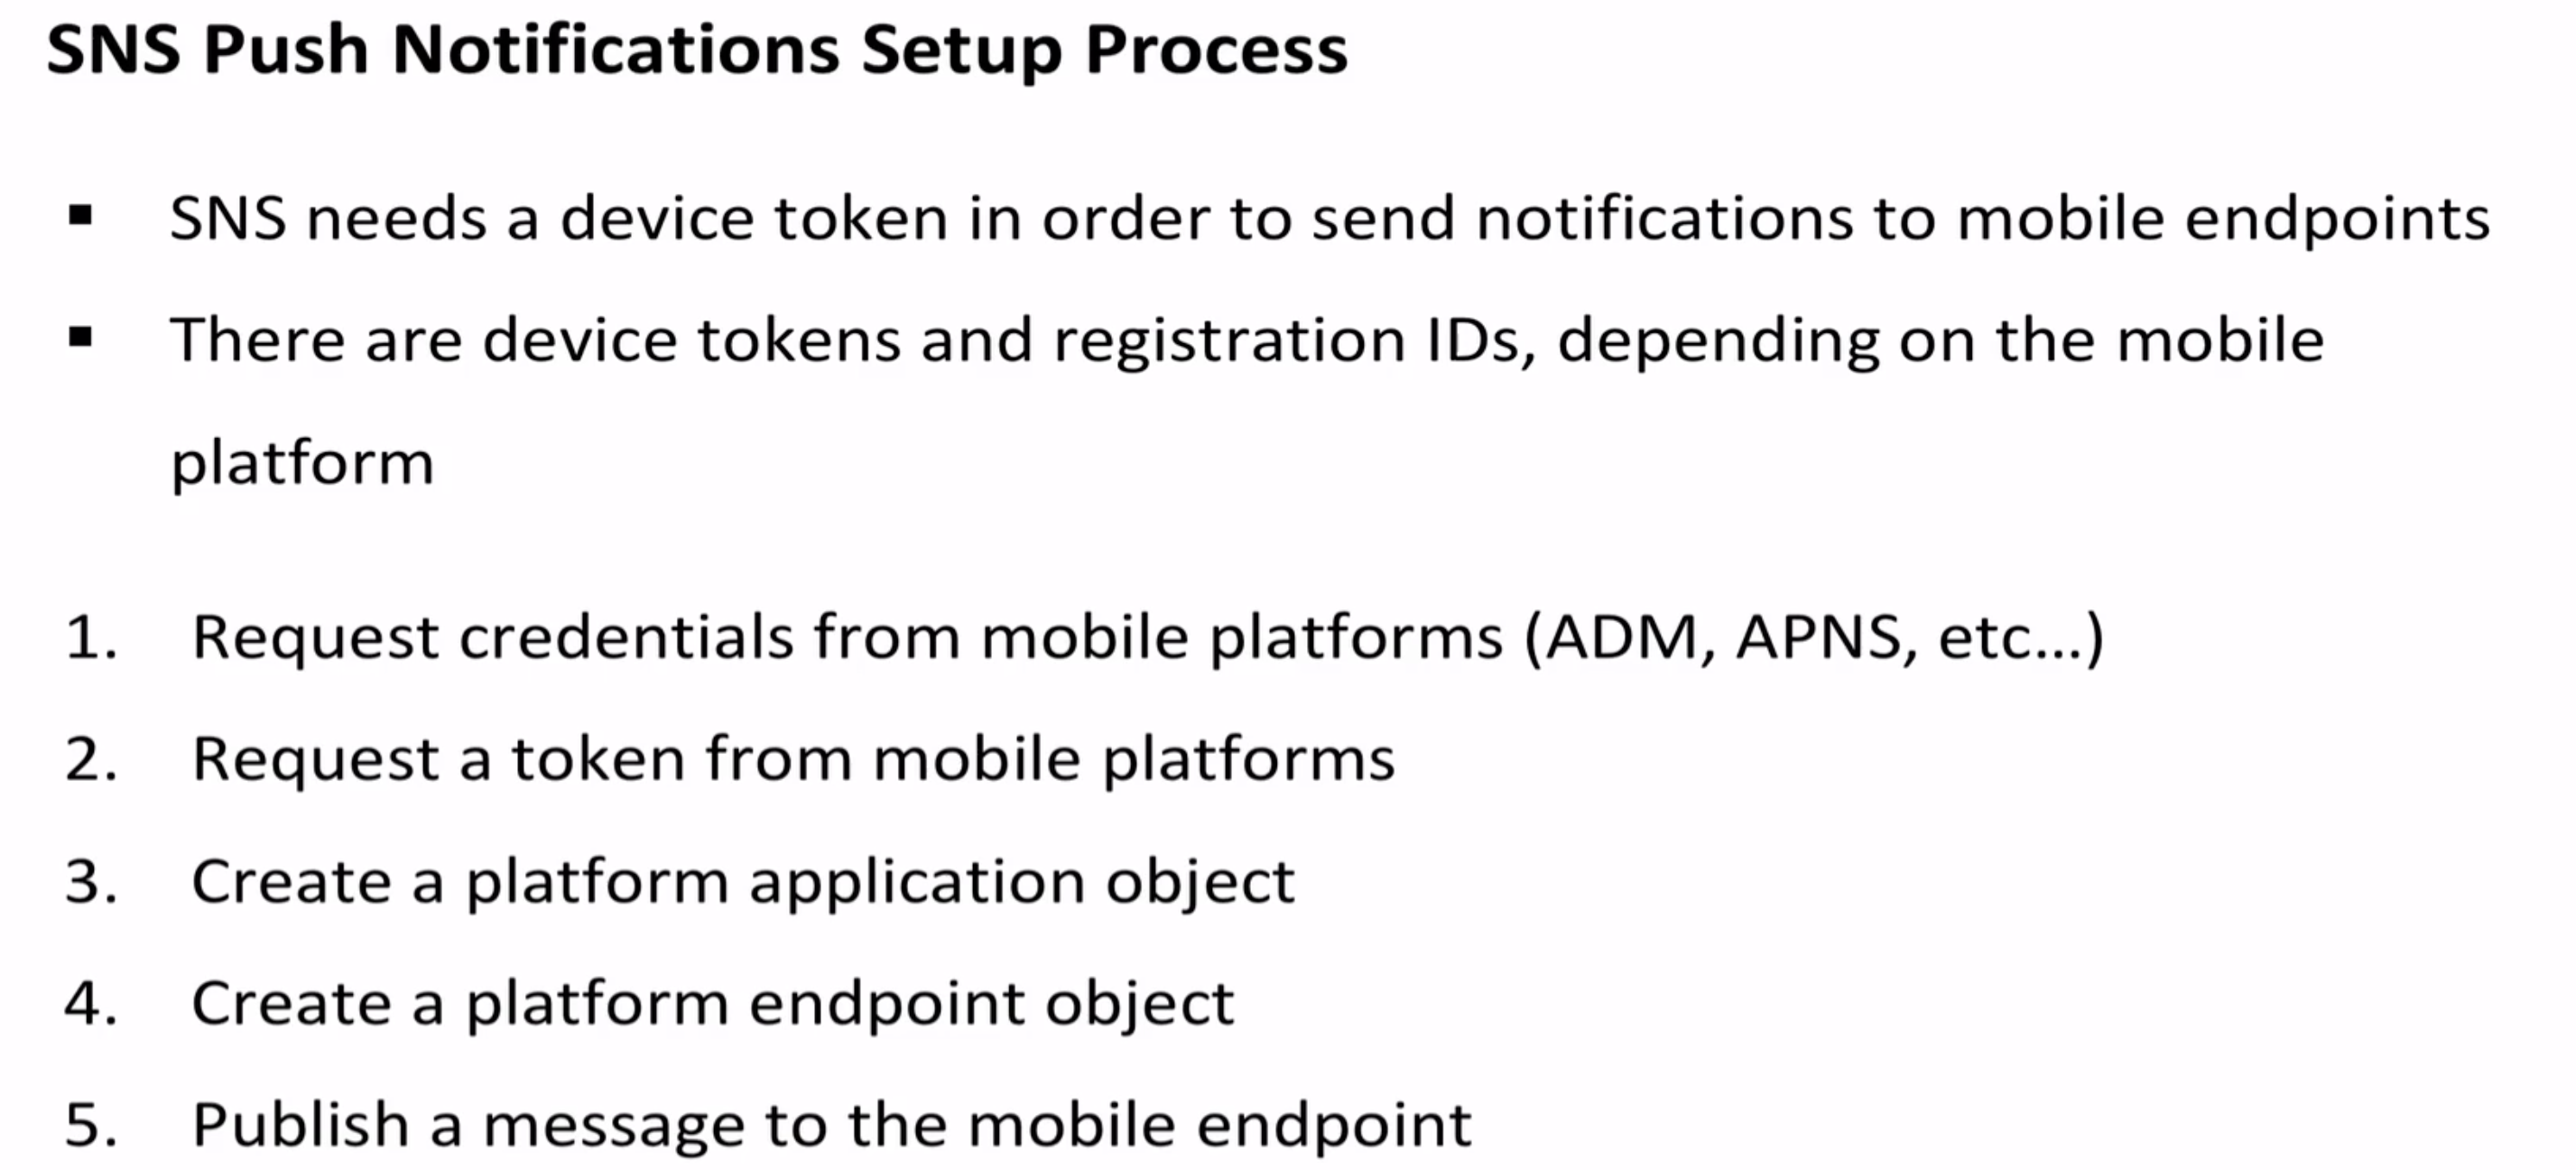 SNS Push Notifications Setup Process
▪ SNS needs a device token in order to send notifications to mobile endpoints
▪ There are device tokens and registration IDs, depending on the mobile
platform
1. Request credentials from mobile platforms (ADM, APNS, etc...)
2. Request a token from mobile platforms
3. Create a platform application object
4. Create a platform endpoint object
5. Publish a message to the mobile endpoint